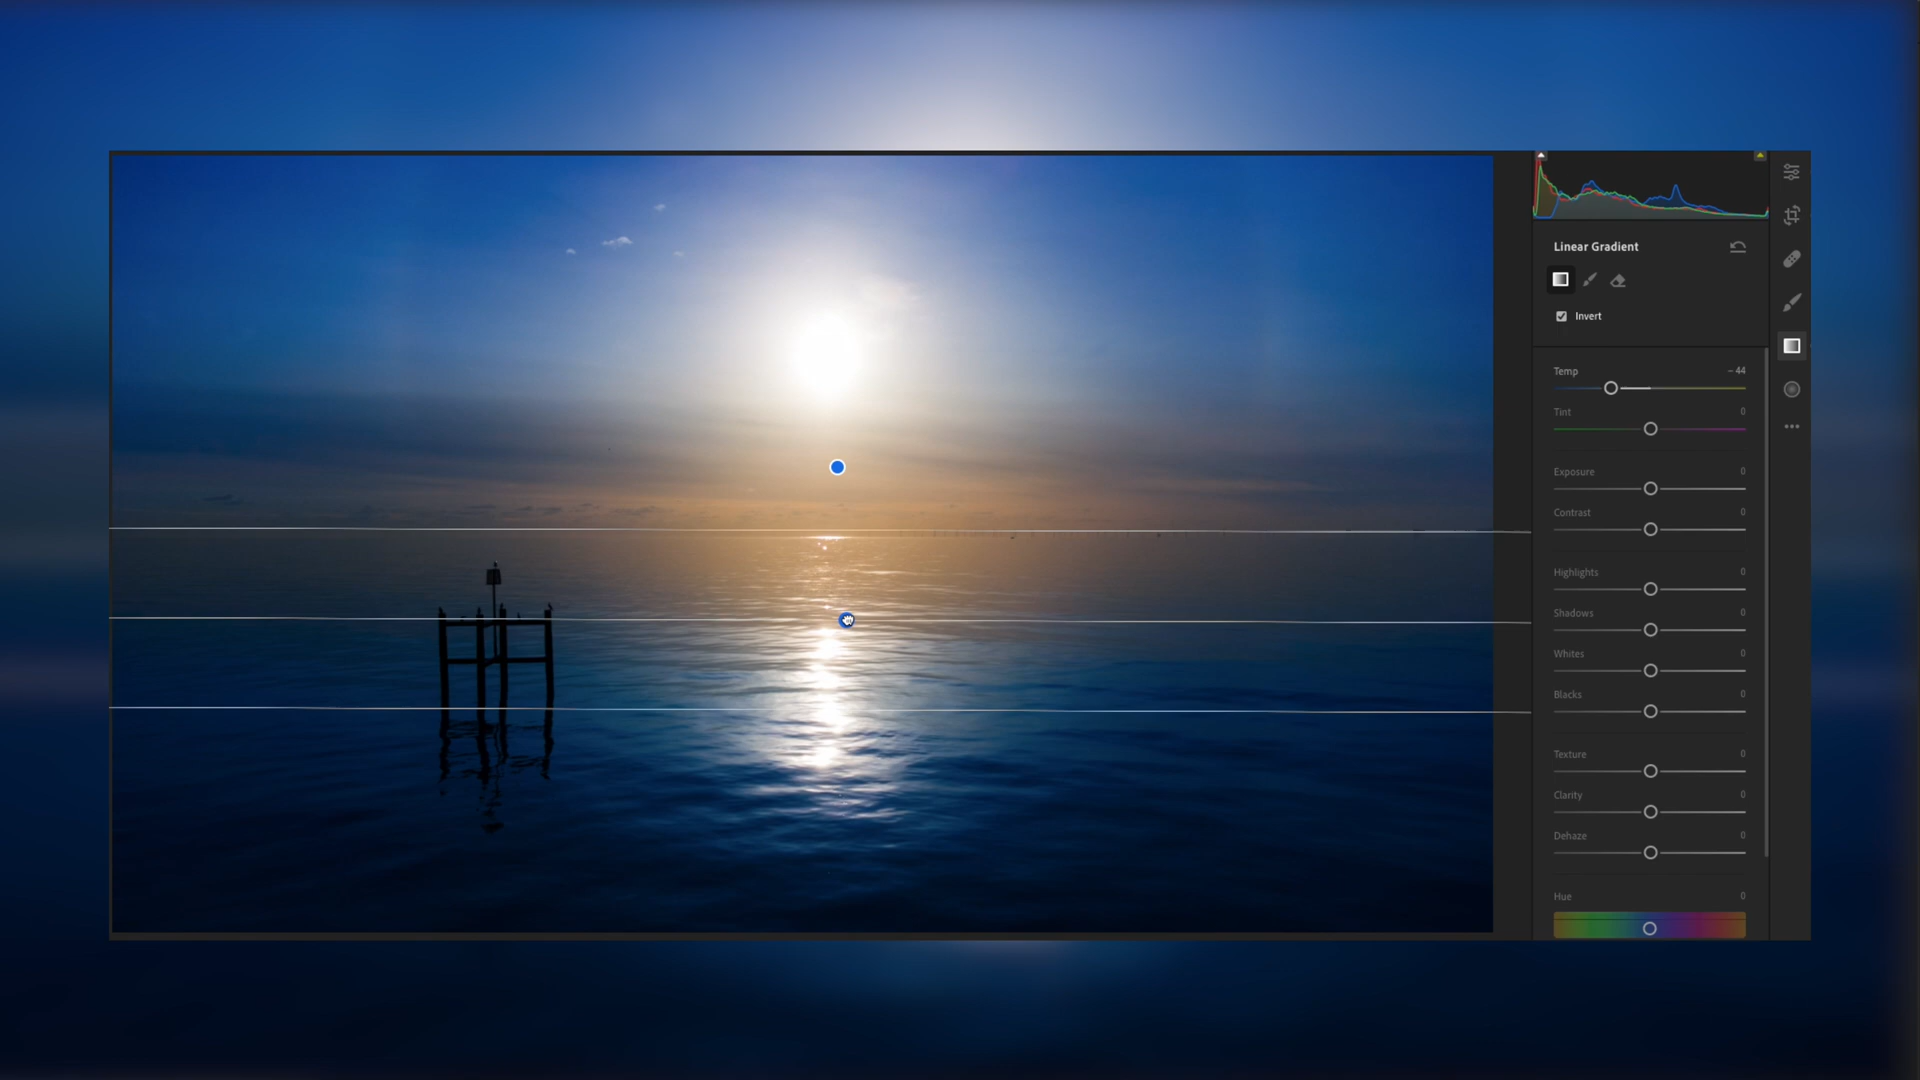 Linear Gradient
Invert
Temp – 44
Tint 0
Exposure 0
Contrast 0
Highlights 0
Shadows 0
Whites 0
Blacks 0
Texture 0
Clarity 0
Dehaze 0
Hue 0